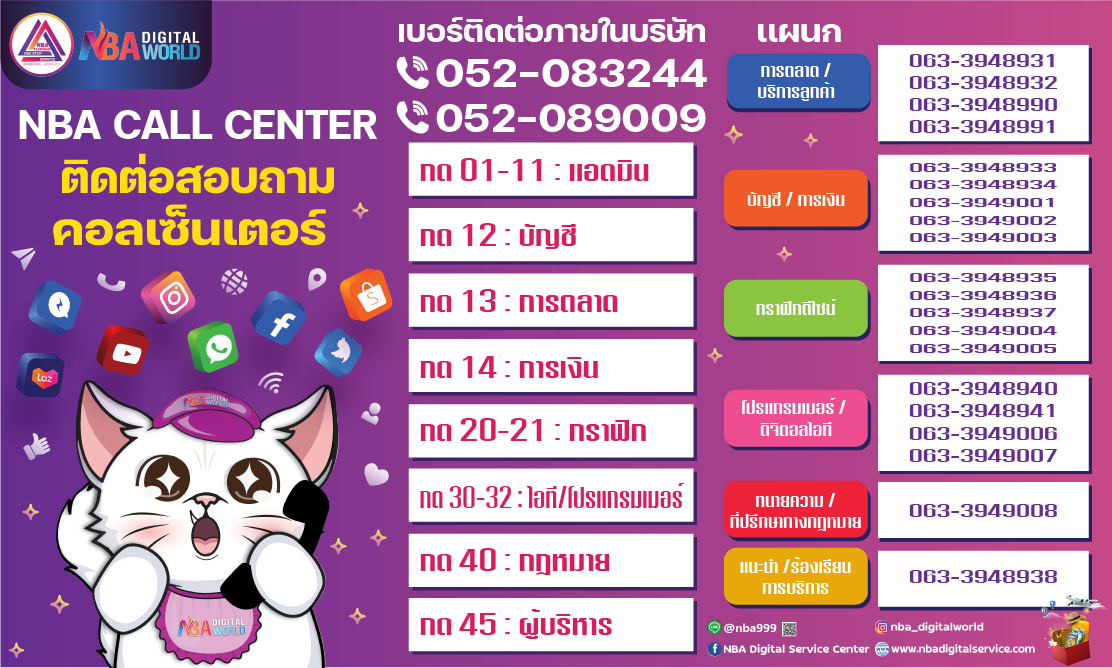 NBA
ONE STOP
SERVICE
NBA DIGITAL
WORLD
NBA CALL CENTER
ติดต่อสอบถาม
คอลเซ็นเตอร์
Laz
S
NBA DIGITAL
WORLD
NBA DIGITAL
WORLD
เบอร์ติดต่อภายในบริษัท
052-083244
052-089009
กด 01-11 : แอดมิน
กด 12 : บัญชี
กด 13 : การตลาด
กด 14 : การเงิน
กด 20-21 : กราฟิก
กด 30-32 : ไอที/โปรแกรมเมอร์
กด 40 : กฎหมาย
กด 45 : ผู้บริหาร
แผนก
การตลาด /
บริการลูกค้า
063-3948931
063-3948932
063-3948990
063-3948991
บัญชี / การเงิน
063-3948933
063-3948934
063-3949001
063-3949002
063-3949003
กราฟิกดีไซน์
063-3948935
063-3948936
063-3948937
063-3949004
063-3949005
โปรแกรมเมอร์ /
ดิจิตอลไอที
063-3948940
063-3948941
063-3949006
063-3949007
ทนายความ /
ที่ปรึกษาทางกฎหมาย
063-3949008
แนะนำ /ร้องเรียน
การบริการ
063-3948938
@nba999
nba_digitalworld
NBA Digital Service Center
www.nbadigitalservice.com